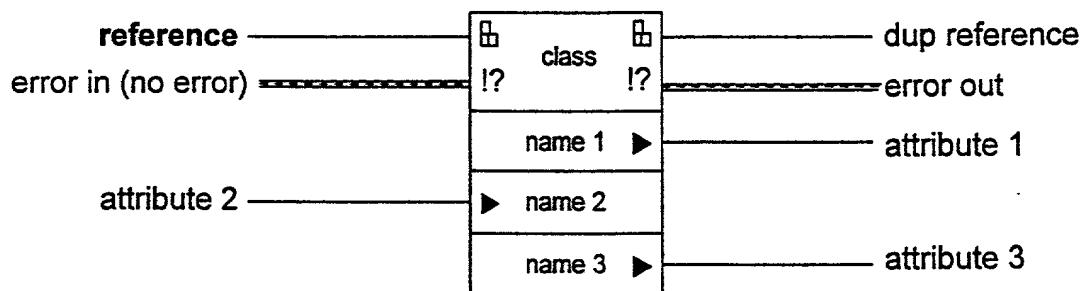 reference
class
dup reference
error in (no error)
!?
!?
error out
name 1
attribute 1
attribute 2
name 2
name 3
attribute 3